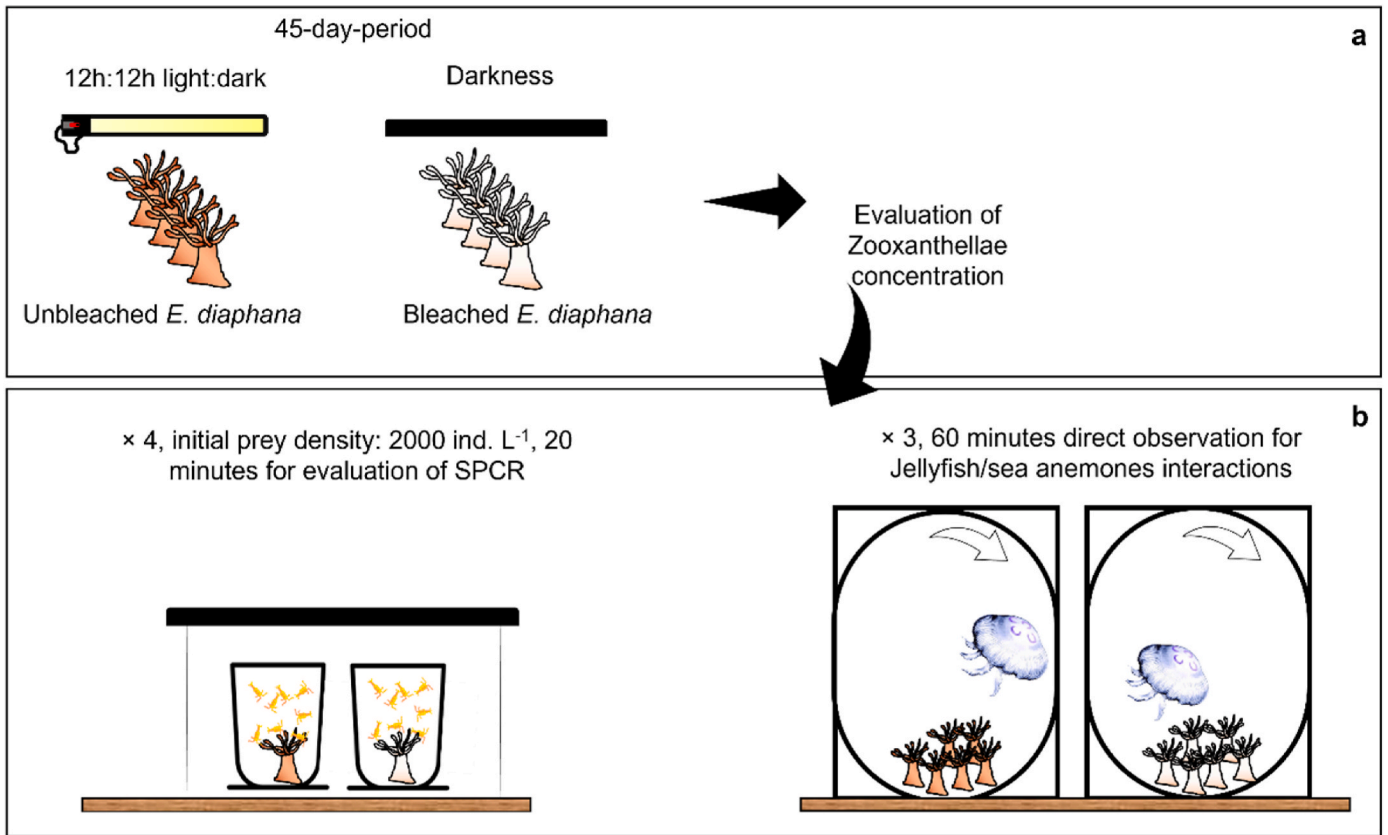 45-day-period
a
12h:12h light:dark
Darkness
Evaluation of
Zooxanthellae
concentration
Unbleached E. diaphana
Bleached E. diaphana
b
× 4, initial prey density: 2000 ind. L⁻¹, 20
minutes for evaluation of SPCR
× 3, 60 minutes direct observation for
Jellyfish/sea anemones interactions